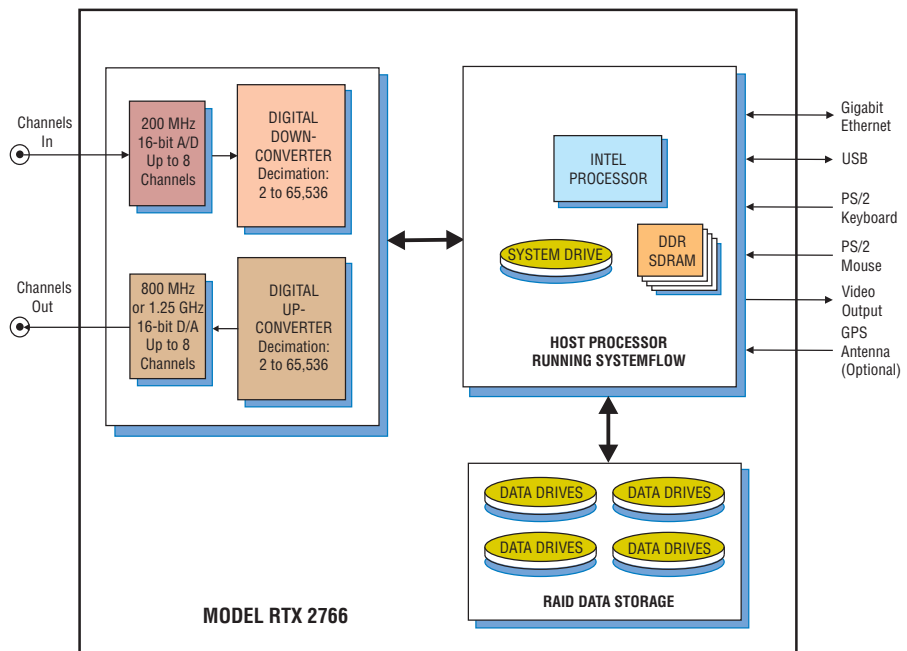 Channels
In
200 MHz
16-bit A/D
Up to 8
Channels
DIGITAL
DOWN-
CONVERTER
Decimation:
2 to 65,536
Channels
Out
800 MHz
or 1.25 GHz
16-bit D/A
Up to 8
Channels
DIGITAL
UP-
CONVERTER
Decimation:
2 to 65,536
INTEL
PROCESSOR
SYSTEM DRIVE
DDR
SDRAM
HOST PROCESSOR
RUNNING SYSTEMFLOW
Gigabit
Ethernet
USB
PS/2
Keyboard
PS/2
Mouse
Video
Output
GPS
Antenna
(Optional)
DATA DRIVES
DATA DRIVES
DATA DRIVES
DATA DRIVES
RAID DATA STORAGE
MODEL RTX 2766